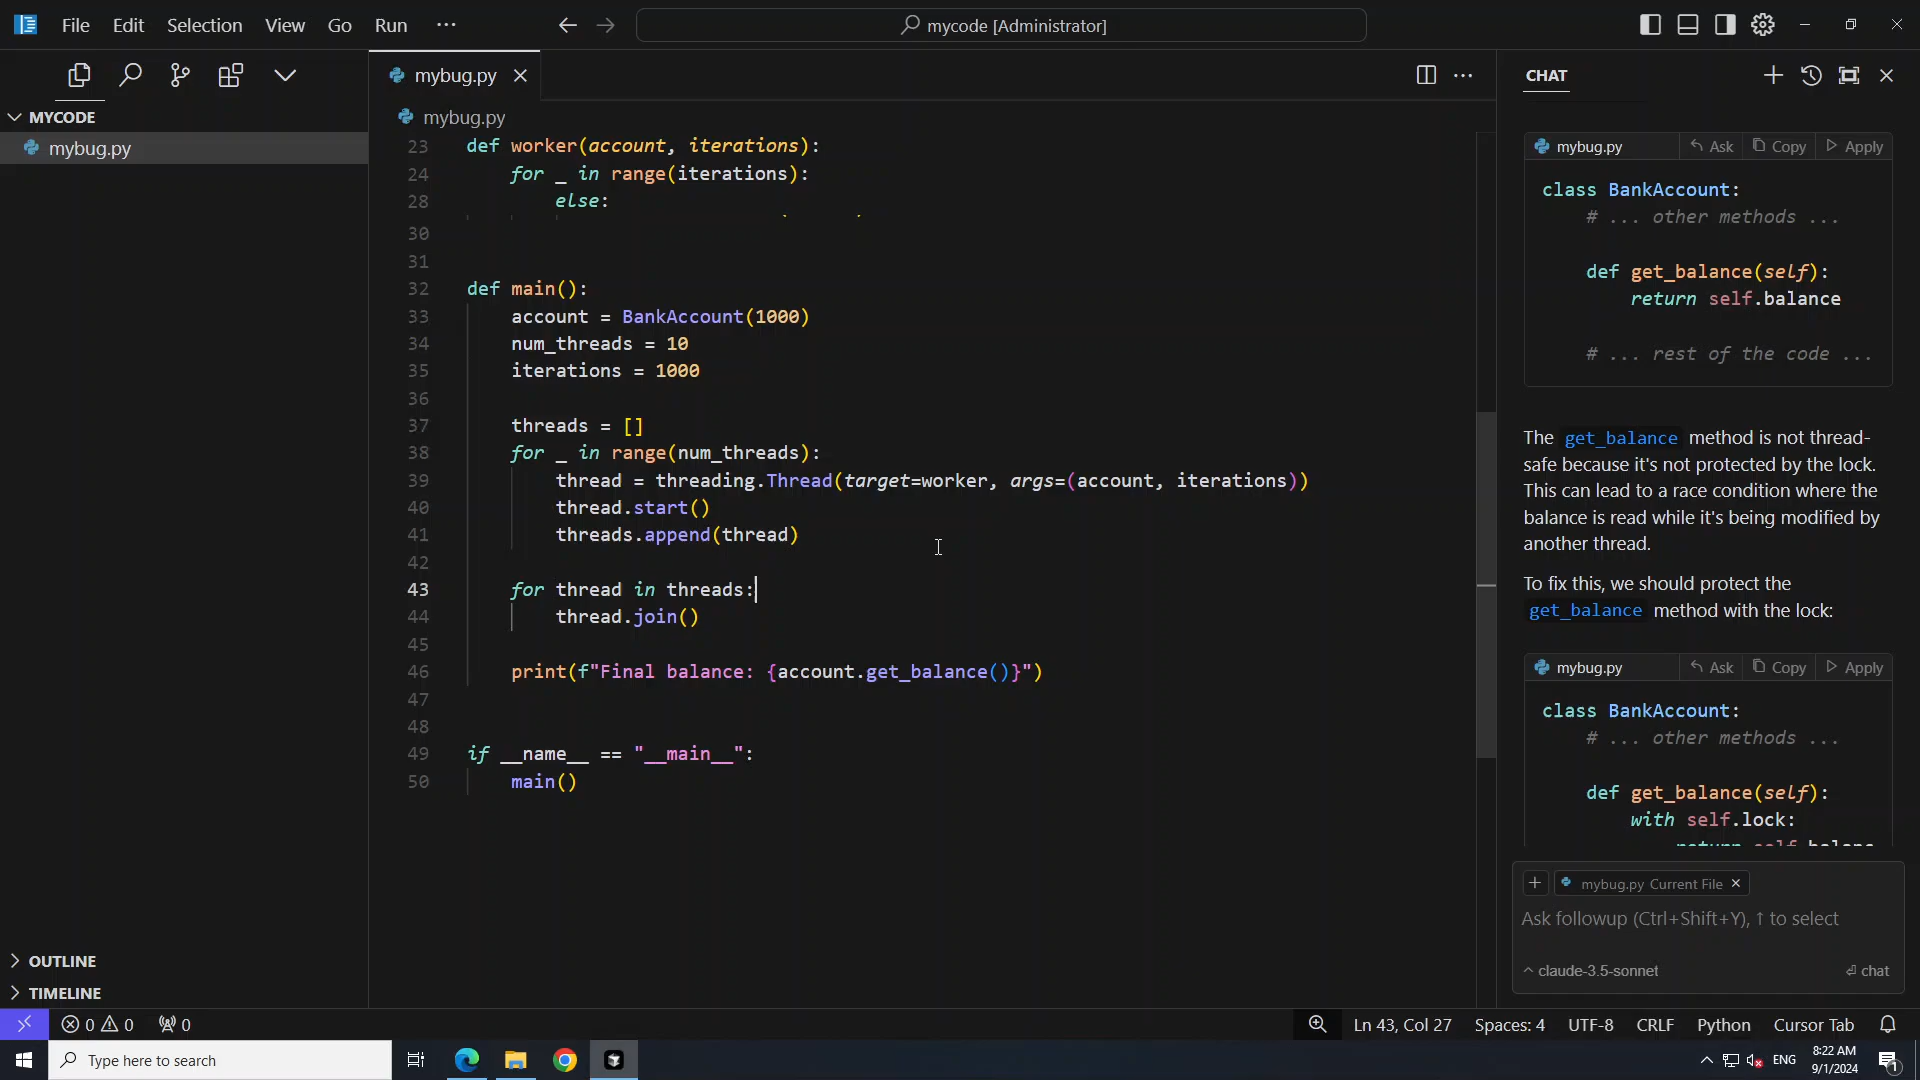 File Edit Selection View Go Run ···
mycode [Administrator]
mybug.py
CHAT
MYCODE
mybug.py
mybug.py
23 def worker(account, iterations):
24 for _ in range(iterations):
28 else:
30
31
32 def main():
33 account = BankAccount(1000)
34 num_threads = 10
35 iterations = 1000
36
37 threads = []
38 for _ in range(num_threads):
39 thread = threading.Thread(target=worker, args=(account, iterations))
40 thread.start()
41 threads.append(thread)
42
43 for thread in threads:
44 thread.join()
45
46 print(f"Final balance: {account.get_balance()}")
47
48
49 if __name__ == "__main__":
50 main()
mybug.py Ask Copy Apply
class BankAccount:
# ... other methods ...
def get_balance(self):
return self.balance
# ... rest of the code ...
The get_balance method is not thread-
safe because it's not protected by the lock.
This can lead to a race condition where the
balance is read while it's being modified by
another thread.
To fix this, we should protect the
get_balance method with the lock:
mybug.py Ask Copy Apply
class BankAccount:
# ... other methods ...
def get_balance(self):
with self.lock:
mybug.py Current File
Ask followup (Ctrl+Shift+Y), ↑ to select
claude-3.5-sonnet chat
OUTLINE
TIMELINE
0 0 0
Ln 43, Col 27 Spaces: 4 UTF-8 CRLF Python Cursor Tab
Type here to search
ENG
8:22 AM
9/1/2024
1